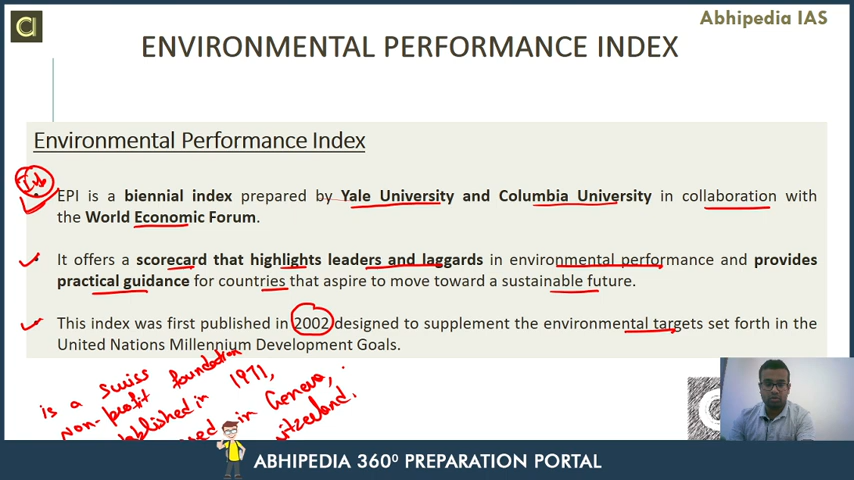 Abhipedia IAS
ENVIRONMENTAL PERFORMANCE INDEX
Environmental Performance Index
EPI is a biennial index prepared by Yale University and Columbia University in collaboration with
the World Economic Forum.
It offers a scorecard that highlights leaders and laggards in environmental performance and provides
practical guidance for countries that aspire to move toward a sustainable future.
This index was first published in 2002 designed to supplement the environmental targets set forth in the
United Nations Millennium Development Goals.
is a Swiss
non-profit foundation
established in 1971,
in Geneva,
ABHIPEDIA 360⁰ PREPARATION PORTAL